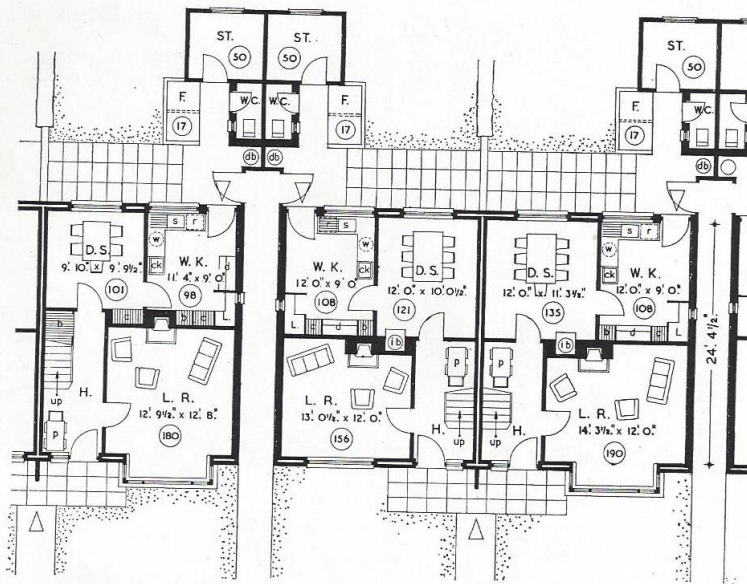 ST.
50
ST.
50
ST.
50
F.
17
W.C.
W.C.
F.
17
F.
17
W.C.
db
db
db
s
r
D.S.
w
9'. 10". x 9'. 9½."
W.K.
ck
11'. 4." x 9'. 0."
d
101
98
L.
b
c
s
w
W.K.
ck
12'. 0." x 9'. 0."
108
L.
c
d
b
D.S.
12'. 0." x 10'. 0½."
121
ib
D.S.
12'. 0." x 11'. 3½."
135
ib
s
r
w
W.K.
ck
12'. 0." x 9'. 0."
108
b
d
c
L.
24'. 4½."
b
up
H.
P
L.R.
12'. 9½." x 12'. 8."
180
L.R.
13'. 0½." x 12'. 0."
156
P
H.
up
P
up
H.
L.R.
14'. 3½." x 12'. 0."
190